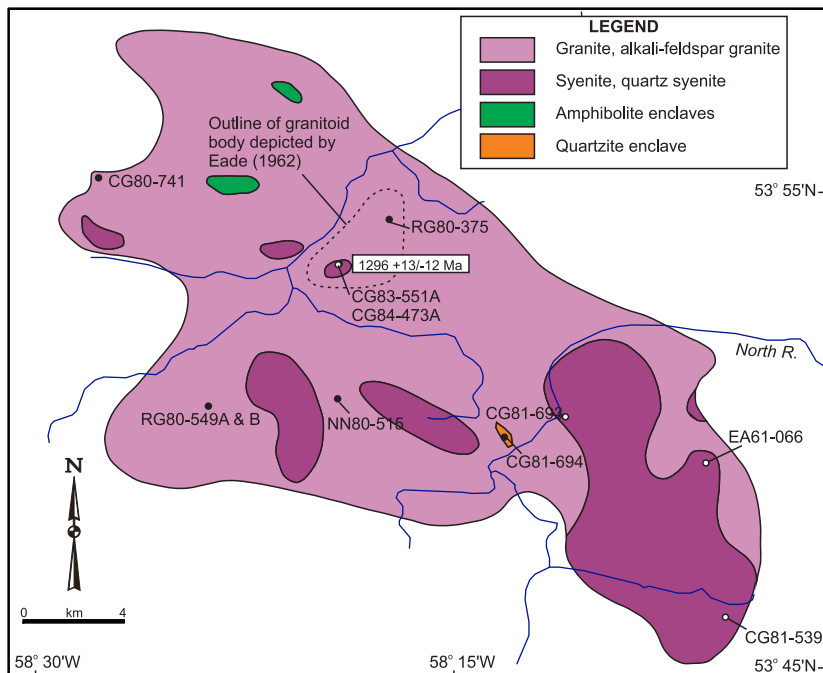 LEGEND
Granite, alkali-feldspar granite
Syenite, quartz syenite
Amphibolite enclaves
Quartzite enclave
Outline of granitoid
body depicted by
Eade (1962)
CG80-741
53° 55'N
RG80-375
1296 +13/-12 Ma
CG83-551A
CG84-473A
North R.
RG80-549A & B
NN80-515
CG81-693
CG81-694
EA61-066
N
0 km 4
CG81-539
58° 30'W
58° 15'W
53° 45'N